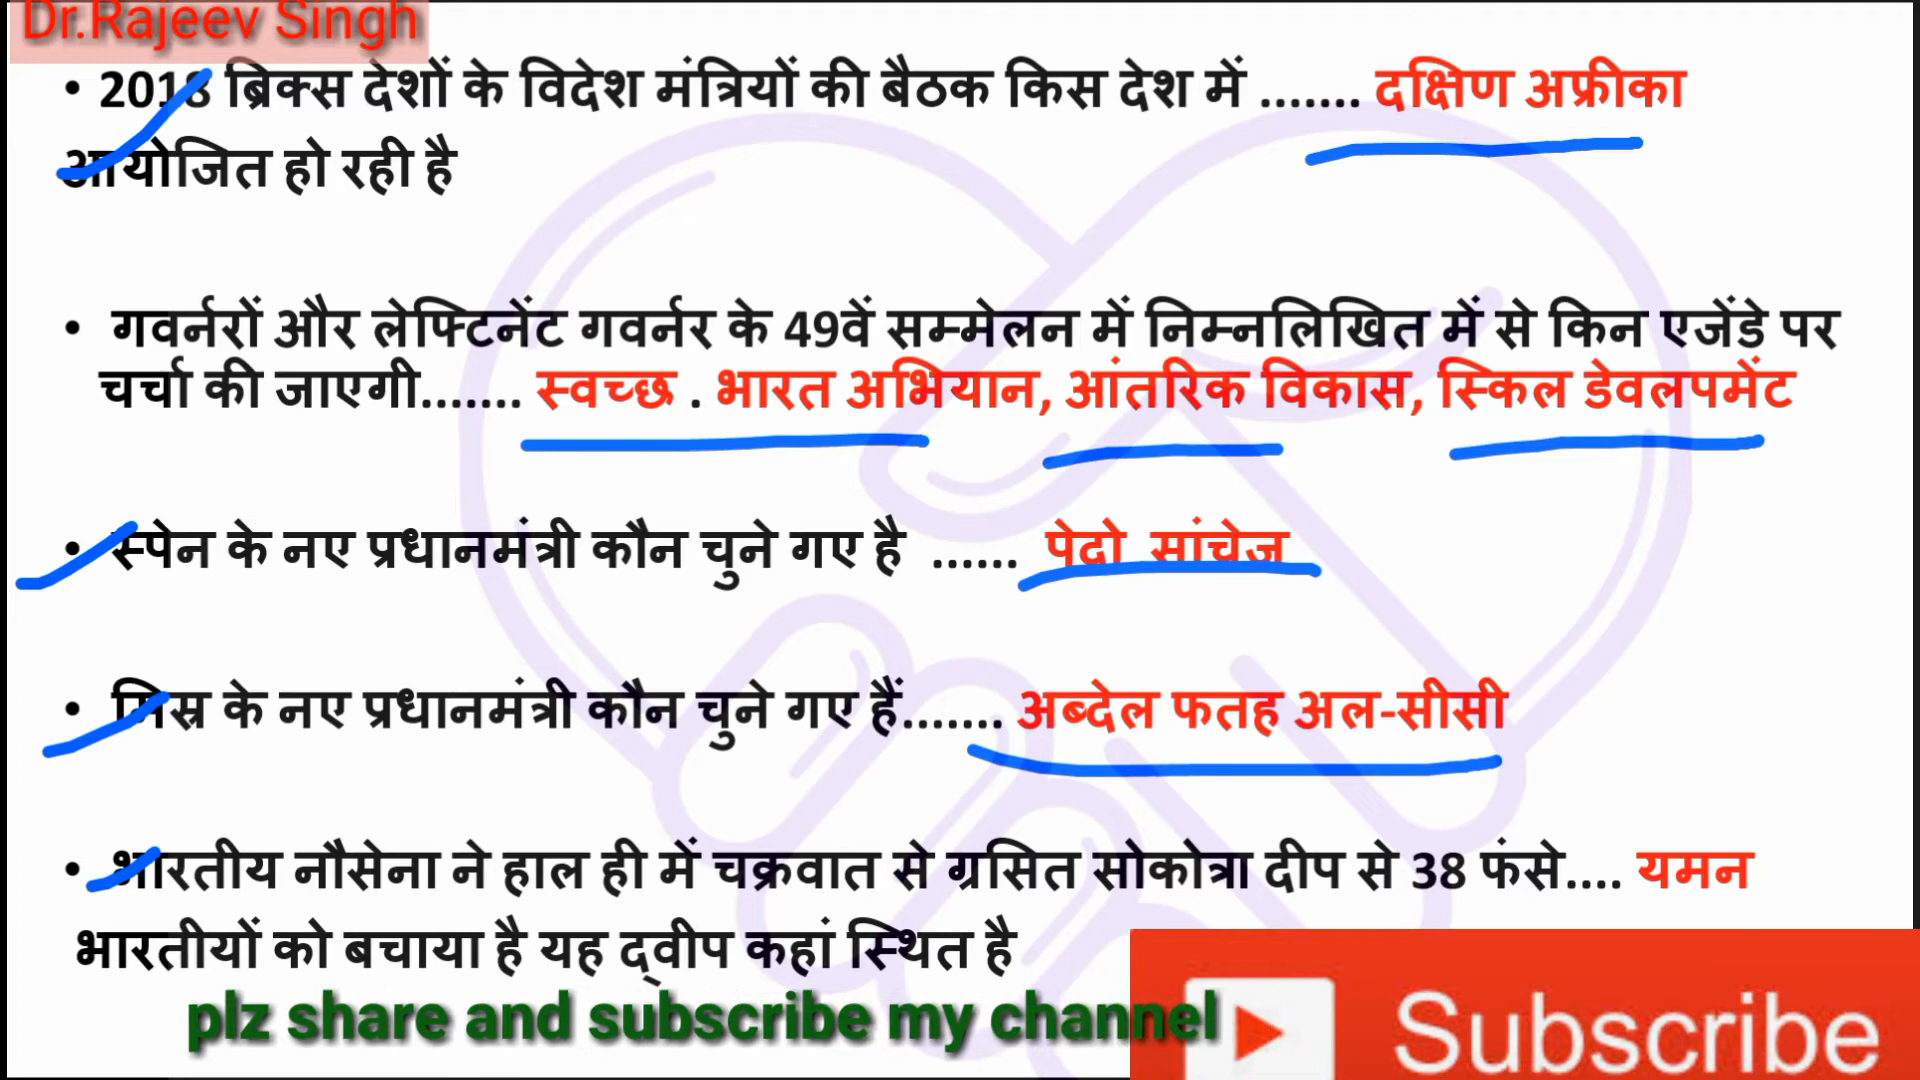 Dr.Rajeev Singh
• 2018 ब्रिक्स देशों के विदेश मंत्रियों की बैठक किस देश में ....... दक्षिण अफ्रीका
आयोजित हो रही है
• गवर्नरों और लेफ्टिनेंट गवर्नर के 49वें सम्मेलन में निम्नलिखित में से किन एजेंडे पर
चर्चा की जाएगी....... स्वच्छ . भारत अभियान, आंतरिक विकास, स्किल डेवलपमेंट
• स्पेन के नए प्रधानमंत्री कौन चुने गए है ...... पेद्रो सांचेज
• मिस्र के नए प्रधानमंत्री कौन चुने गए हैं....... अब्देल फतह अल-सीसी
• भारतीय नौसेना ने हाल ही में चक्रवात से ग्रसित सोकोत्रा दीप से 38 फंसे.... यमन
भारतीयों को बचाया है यह द्वीप कहां स्थित है
plz share and subscribe my channel
Subscribe